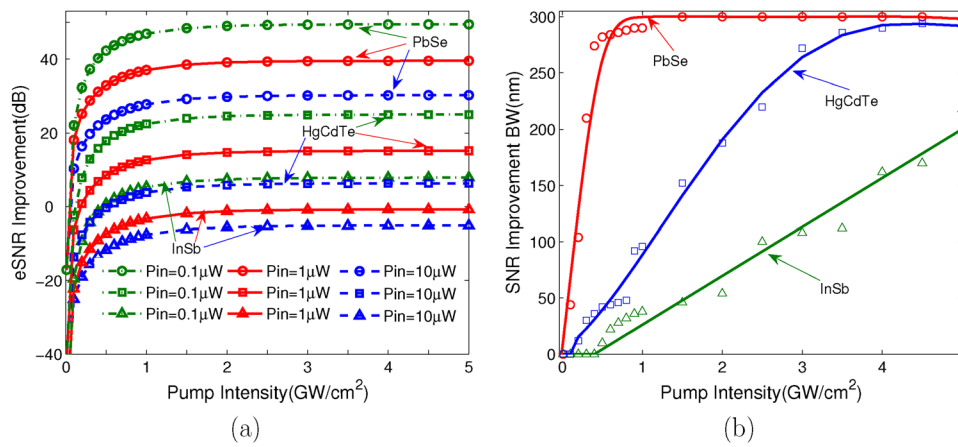 eSNR Improvement(dB)
40
20
0
-20
-40
PbSe
HgCdTe
InSb
Pin=0.1µW Pin=1µW Pin=10µW
Pin=0.1µW Pin=1µW Pin=10µW
Pin=0.1µW Pin=1µW Pin=10µW
0 1 2 3 4 5
Pump Intensity(GW/cm²)
(a)
SNR Improvement BW(nm)
300
250
200
150
100
50
0
PbSe
HgCdTe
InSb
0 1 2 3 4
Pump Intensity(GW/cm²)
(b)